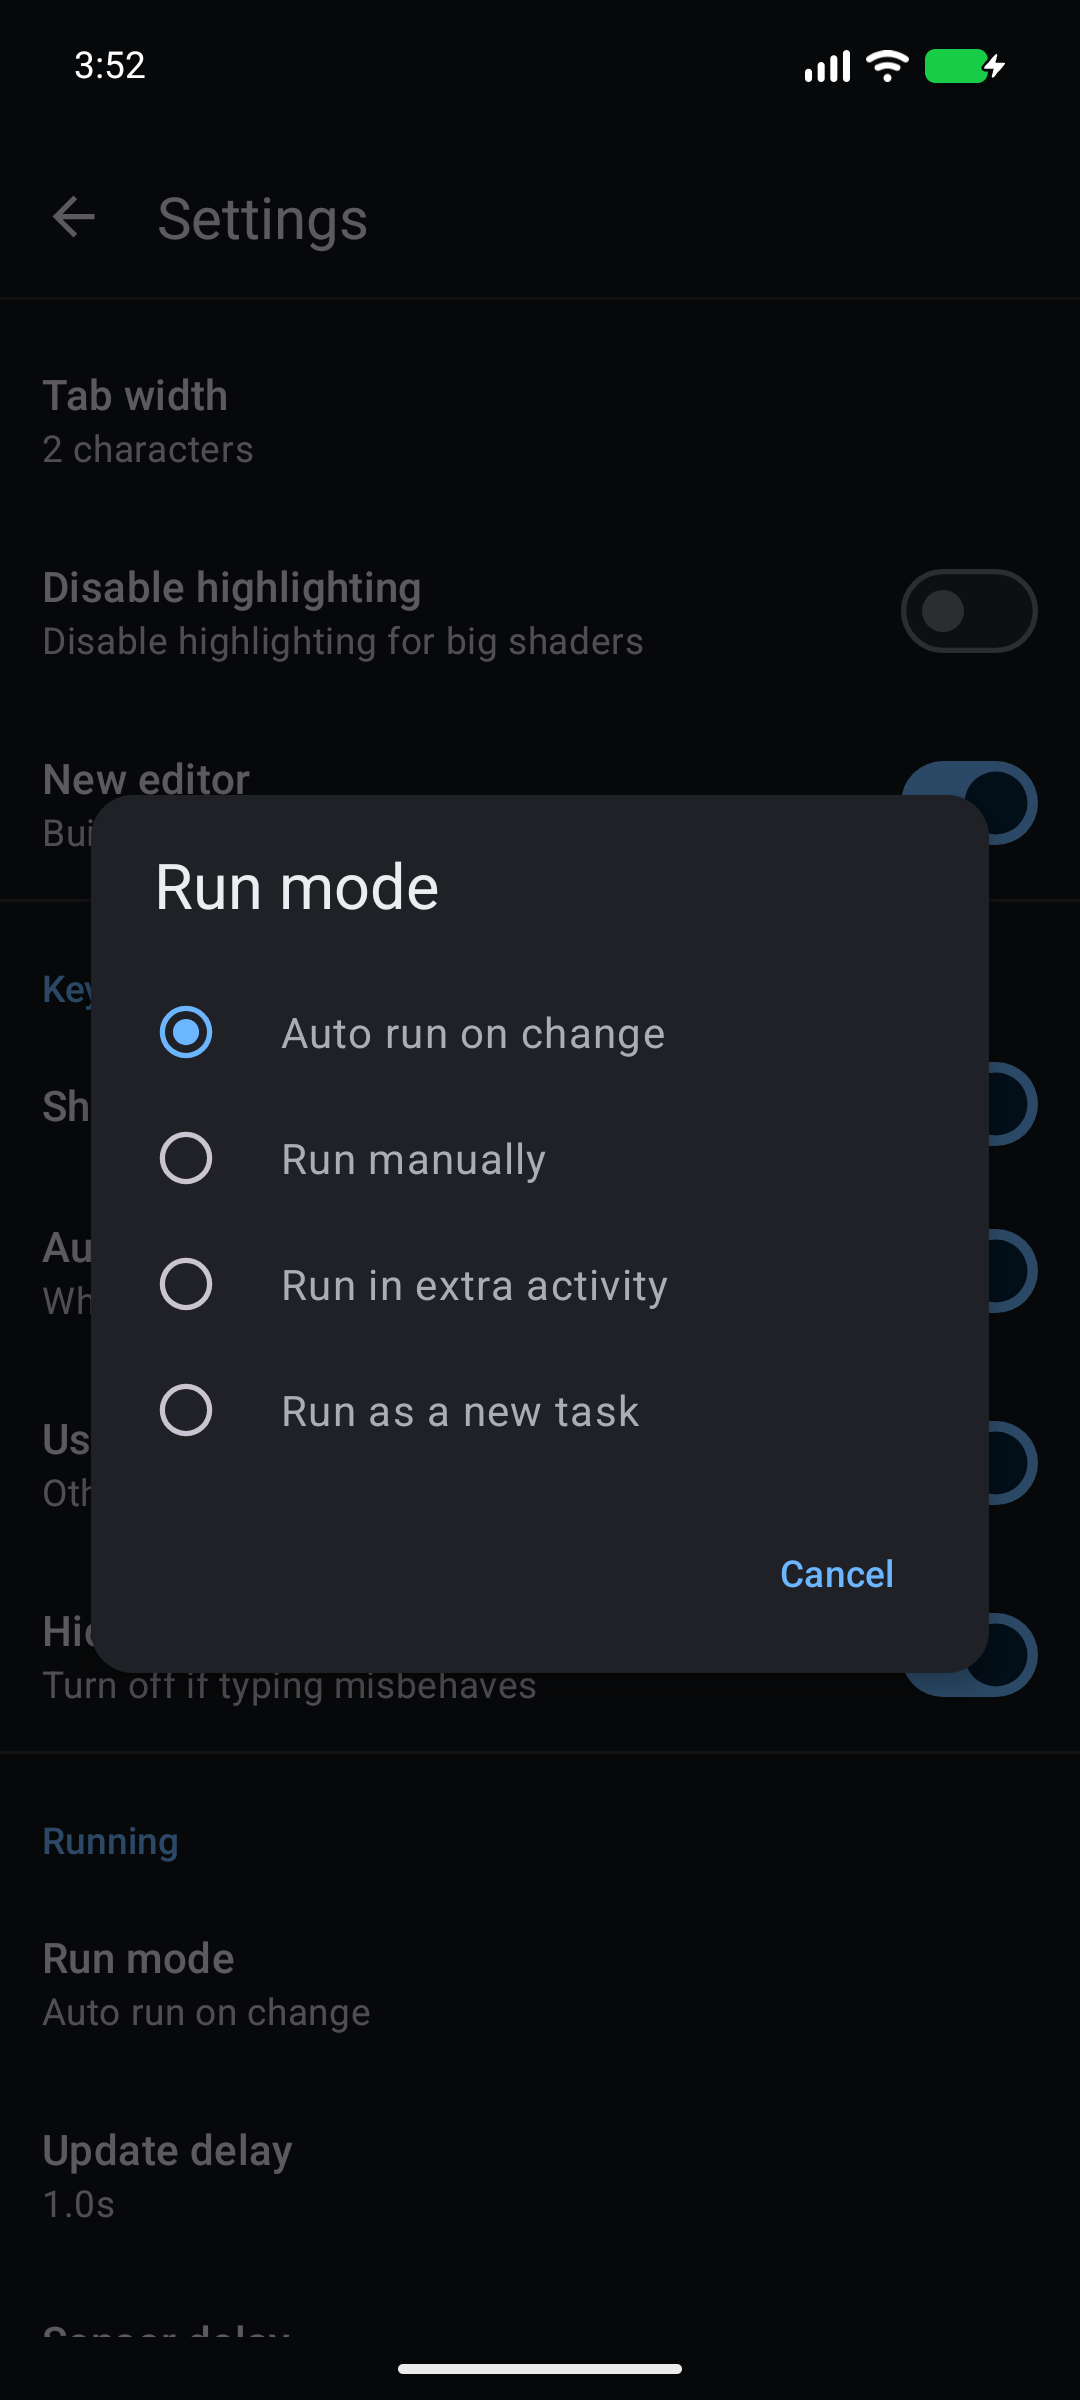 3:52
Settings
Tab width
2 characters
Disable highlighting
Disable highlighting for big shaders
New editor
Run mode
Auto run on change
Run manually
Run in extra activity
Run as a new task
Cancel
Turn off if typing misbehaves
Running
Run mode
Auto run on change
Update delay
1.0s
Sensor delay